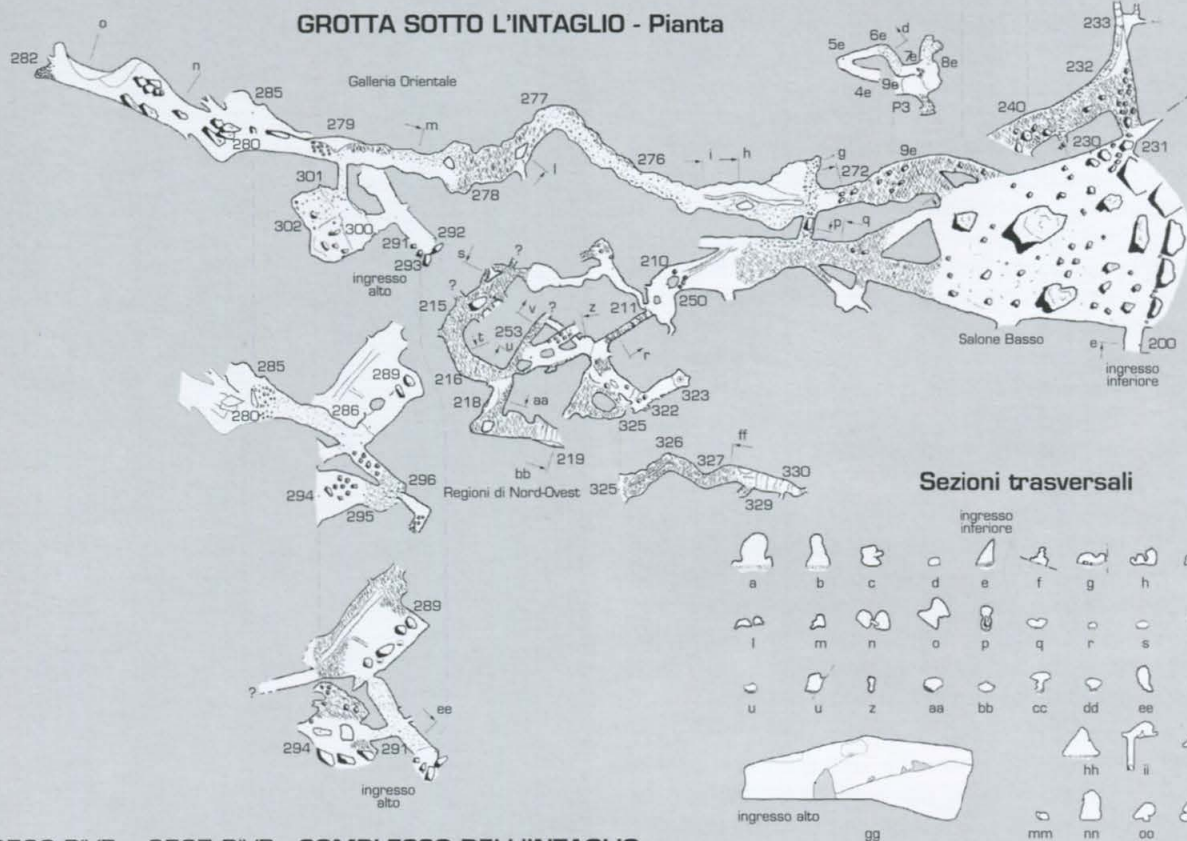 GROTTA SOTTO L'INTAGLIO - Pianta
o
282
n
Galleria Orientale
285
280
279
m
277
278
l
276
i
h
g
272
9e
5e
6e
d
7e
8e
4e
9e
P3
233
232
240
230
231
301
302
300
291
292
293
ingresso
alto
p
q
s
?
?
210
215
v
?
z
211
250
253
t
u
r
216
218
aa
323
322
325
219
bb
Regioni di Nord-Ovest
Salone Basso
e
200
ingresso
inferiore
285
280
286
289
296
294
295
326
327
ff
330
325
329
289
?
ee
294
291
ingresso
alto
Sezioni trasversali
ingresso
inferiore
a b c d e f g h
l m n o p q r s
u u z aa bb cc dd ee
hh ii
ingresso alto
gg
mm nn oo